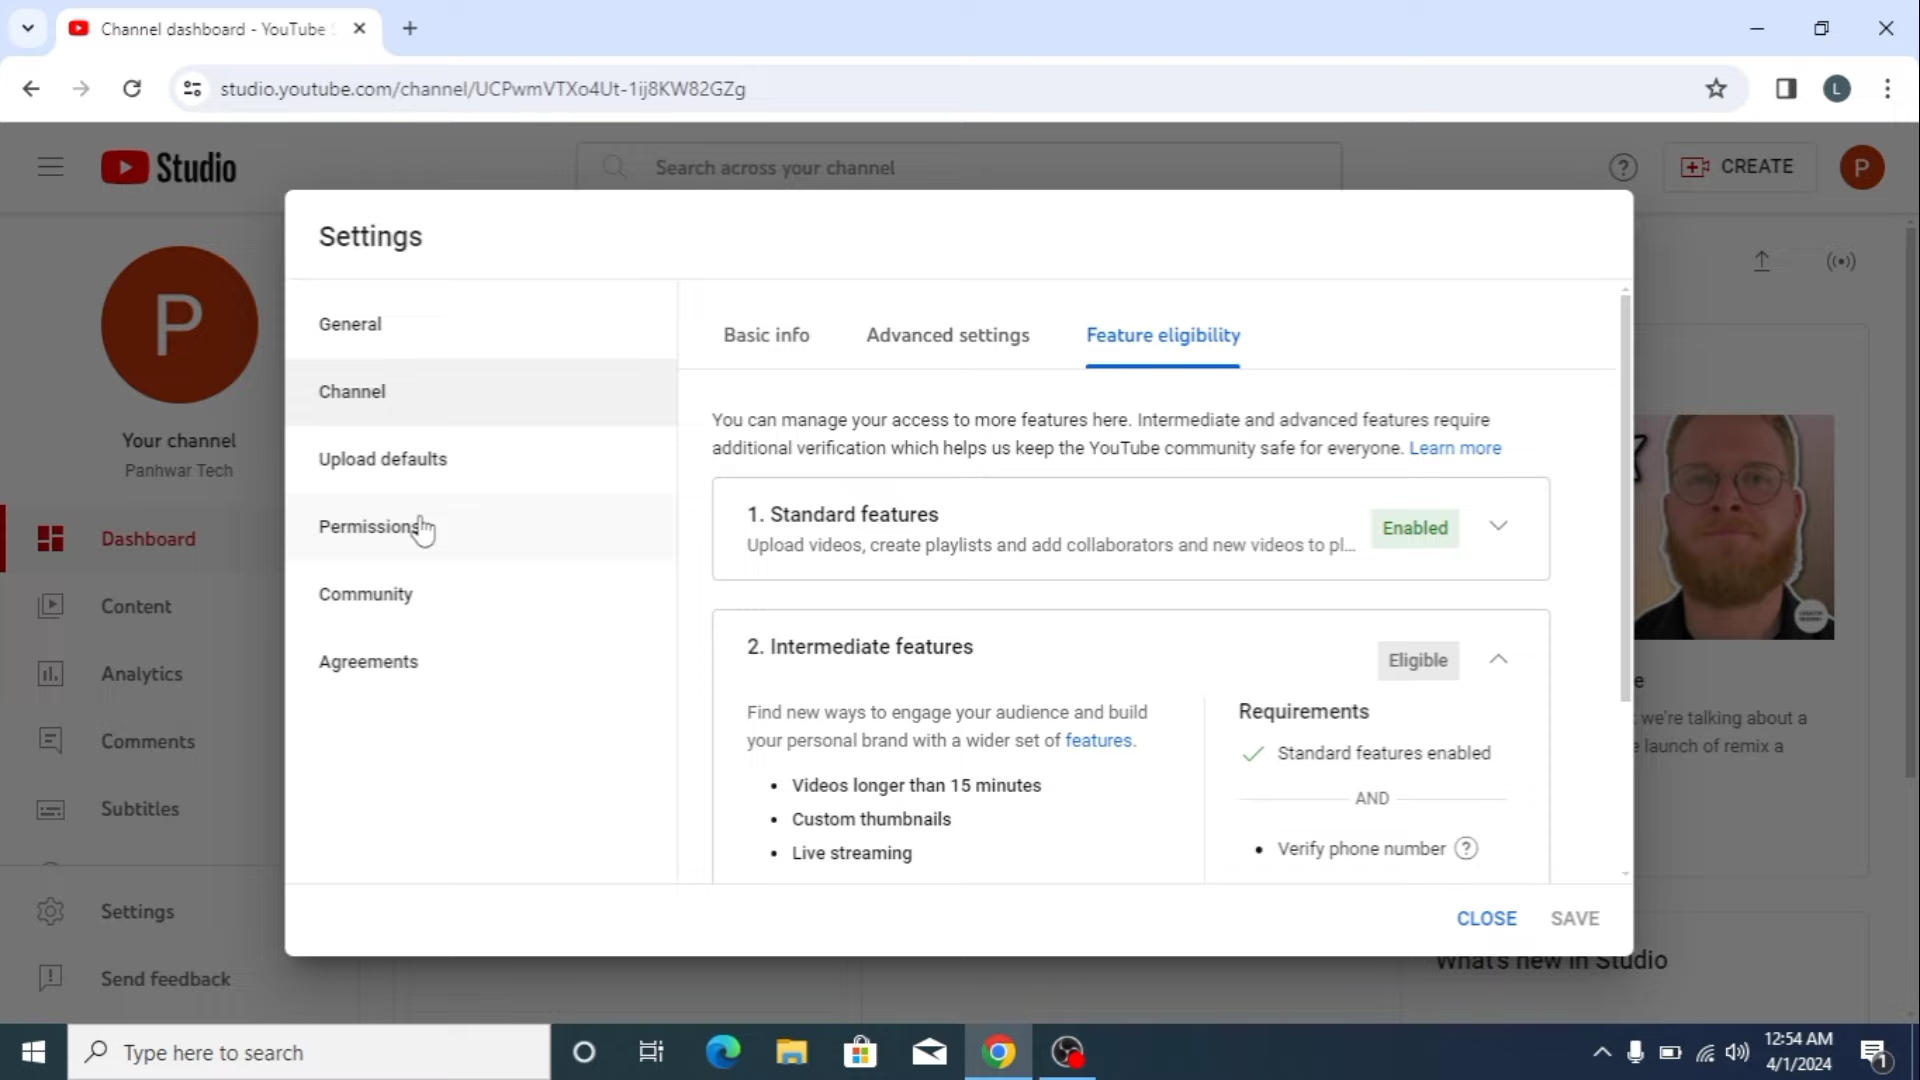 Channel dashboard - YouTube
studio.youtube.com/channel/UCPwmVTXo4Ut-1ij8KW82GZg
L
Studio
Search across your channel
CREATE
P
Settings
P
Your channel
Panhwar Tech
Dashboard
Content
Analytics
Comments
Subtitles
Settings
Send feedback
General
Channel
Upload defaults
Permissions
Community
Agreements
Basic info
Advanced settings
Feature eligibility
You can manage your access to more features here. Intermediate and advanced features require
additional verification which helps us keep the YouTube community safe for everyone. Learn more
1. Standard features
Upload videos, create playlists and add collaborators and new videos to pl...
Enabled
2. Intermediate features
Eligible
Find new ways to engage your audience and build
your personal brand with a wider set of features.
• Videos longer than 15 minutes
• Custom thumbnails
• Live streaming
Requirements
Standard features enabled
AND
• Verify phone number ?
CLOSE
SAVE
e
we're talking about a
launch of remix a
What's new in Studio
Type here to search
12:54 AM
4/1/2024
1